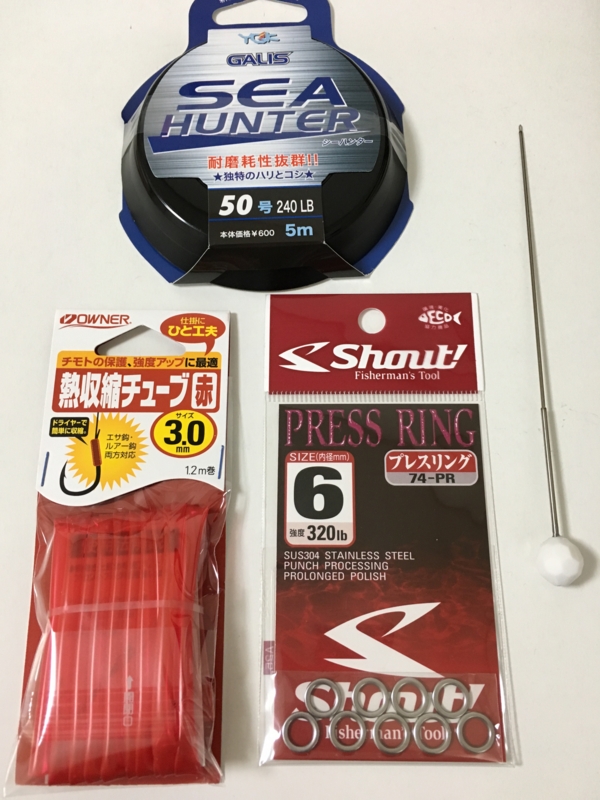 YGK
GALIS
SEA
HUNTER
シーハンター
耐磨耗性抜群!!
★独特のハリとコシ★
50号 240LB
本体価格¥600 5m
OWNER
仕掛に
ひと工夫
チモトの保護、強度アップに最適
熱収縮チューブ 赤
ドライヤーで
簡単に収縮。
サイズ
3.0
mm
エサ鈎・
ルアー鈎
両方対応
1.2m巻
JECO
Shout!
Fisherman's Tool
PRESS RING
SIZE(内径mm)
プレスリング
74-PR
6
強度 320lb
SUS304 STAINLESS STEEL
PUNCH PROCESSING
PROLONGED POLISH
Shout!
Fisherman's Tool